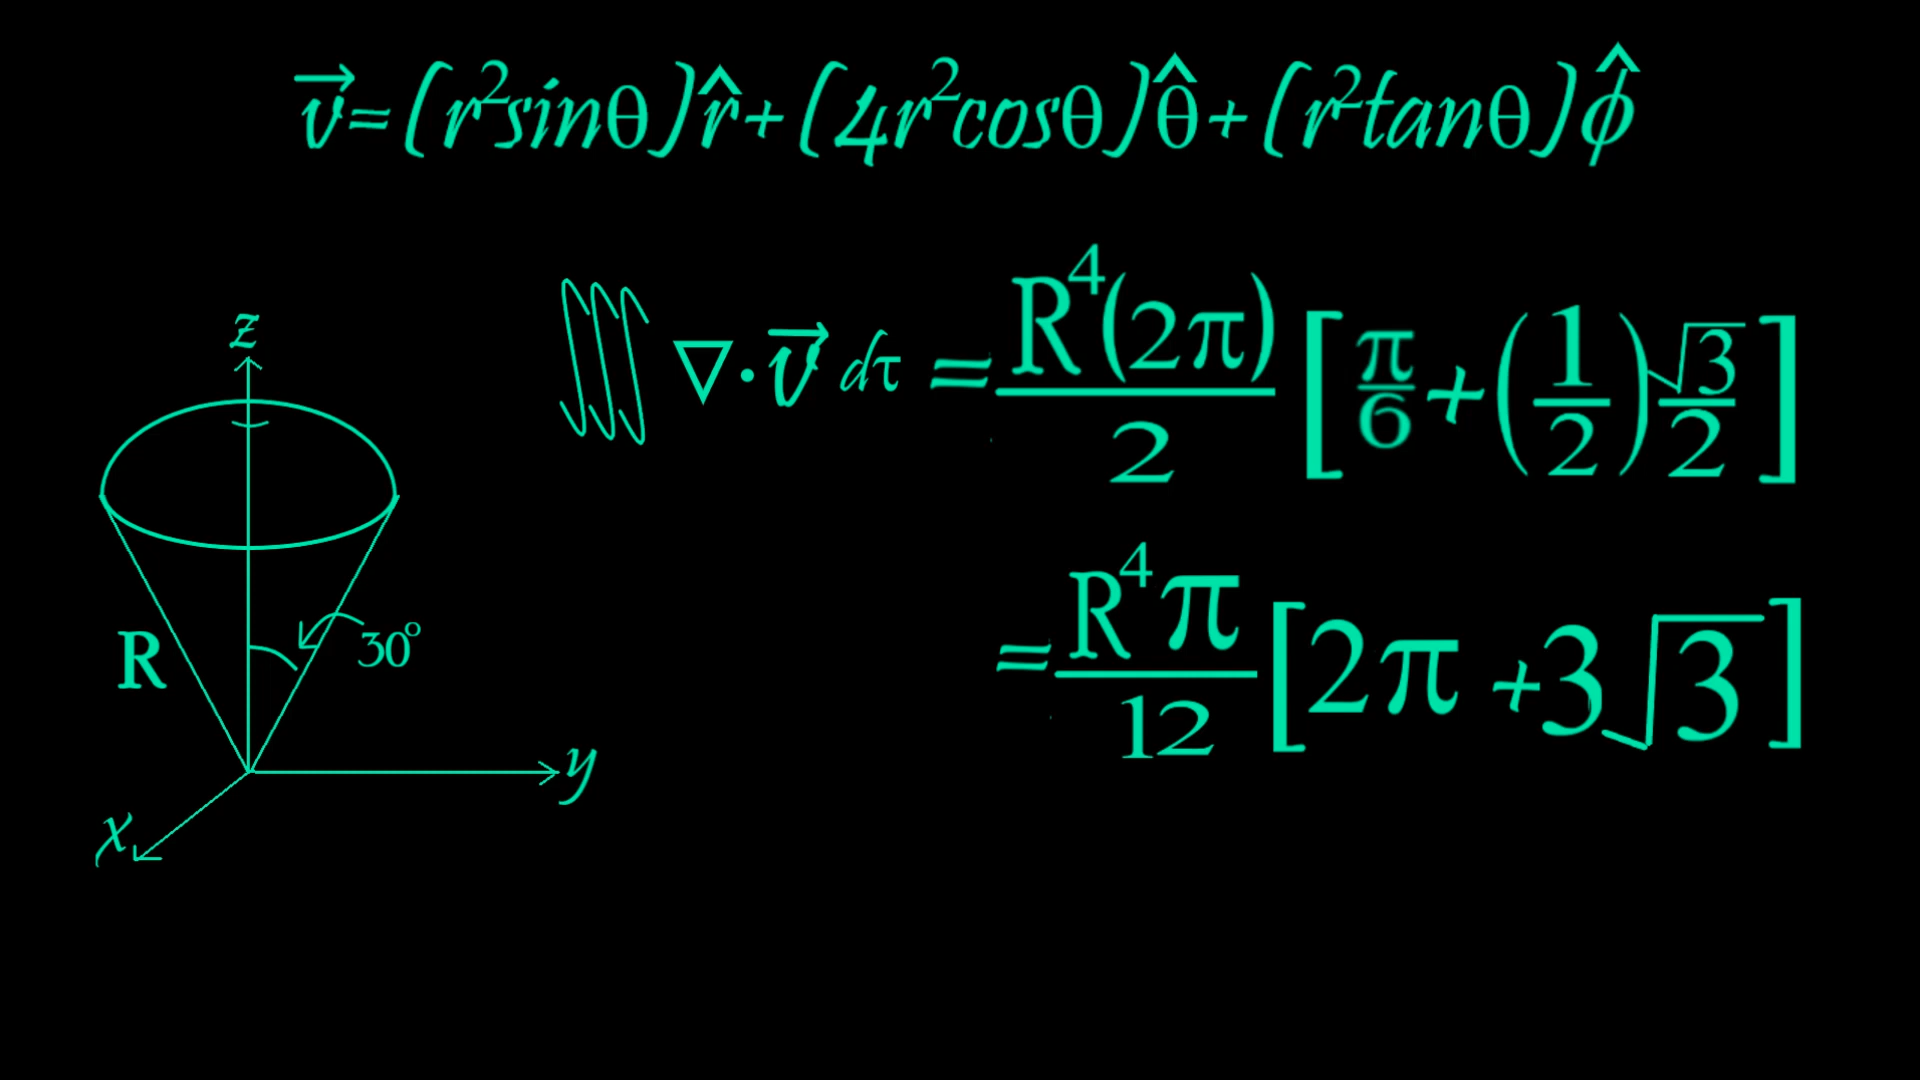 v⃗=(r²sinθ)r̂+(4r²cosθ)θ̂+(r²tanθ)ϕ̂
∭∇·v⃗ dτ =R⁴(2π)/2 [π/6+(1/2)√3/2]
=R⁴π/12[2π+3√3]
z
R
30°
y
x